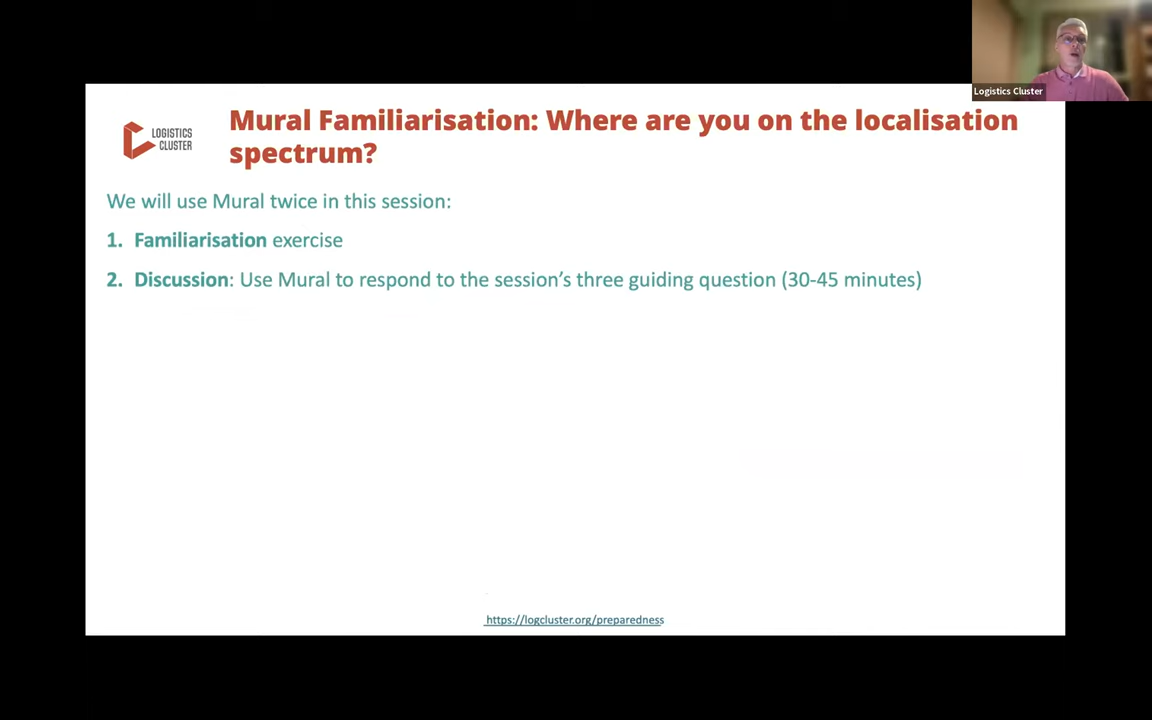 Logistics Cluster
LOGISTICS
CLUSTER
Mural Familiarisation: Where are you on the localisation
spectrum?
We will use Mural twice in this session:
1. Familiarisation exercise
2. Discussion: Use Mural to respond to the session's three guiding question (30-45 minutes)
https://logcluster.org/preparedness